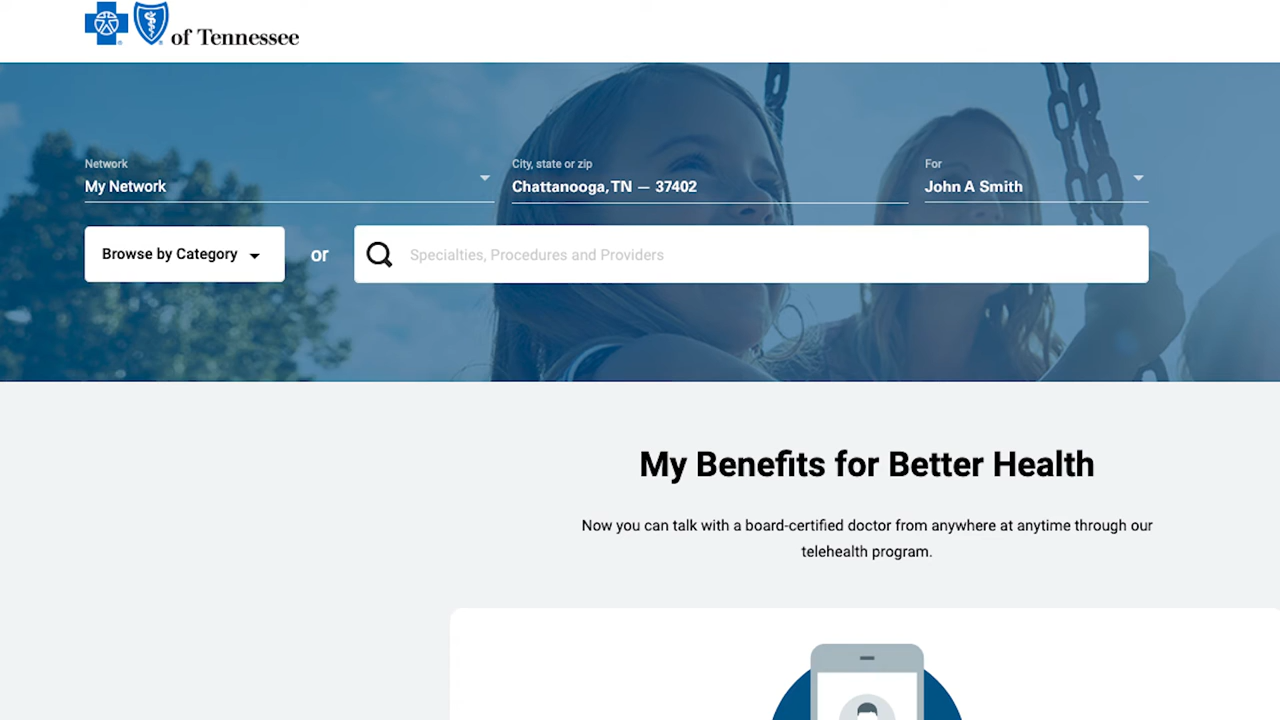 of Tennessee
Network
City, state or zip
For
My Network
Chattanooga, TN — 37402
John A Smith
Browse by Category
or
Specialties, Procedures and Providers
My Benefits for Better Health
Now you can talk with a board-certified doctor from anywhere at anytime through our
telehealth program.